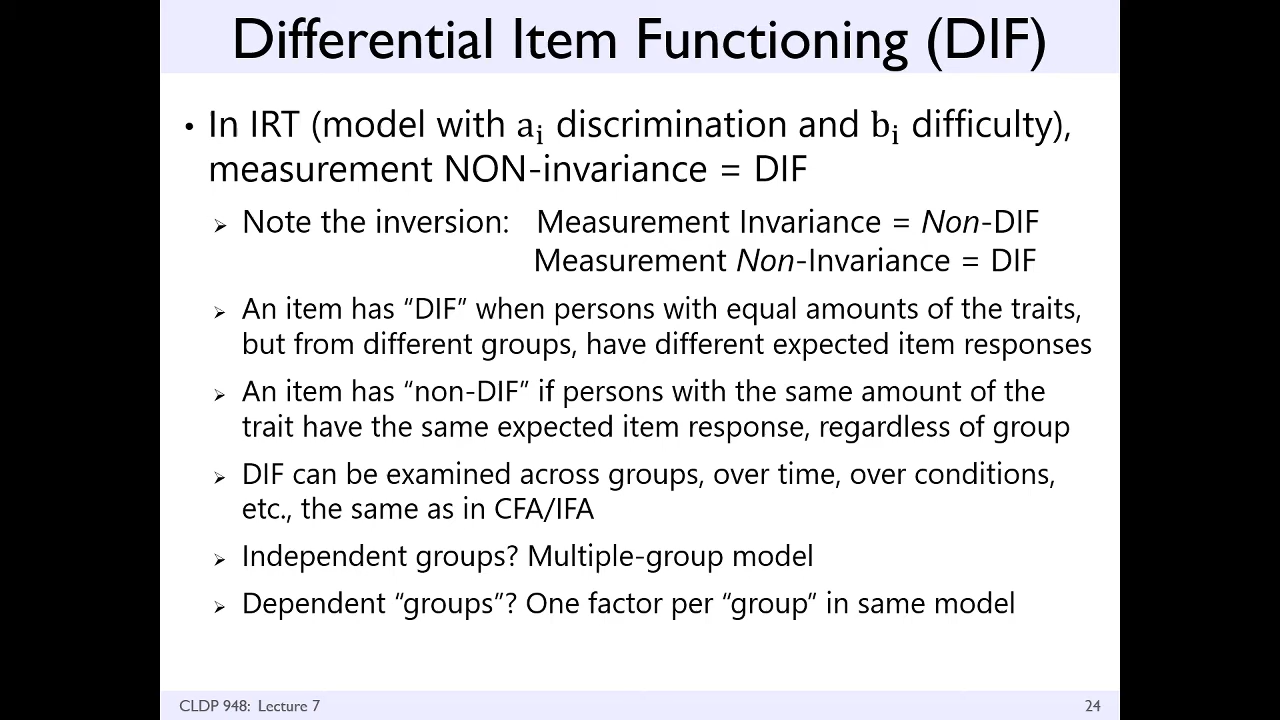 Differential Item Functioning (DIF)
• In IRT (model with aᵢ discrimination and bᵢ difficulty),
measurement NON-invariance = DIF
➢ Note the inversion: Measurement Invariance = Non-DIF
Measurement Non-Invariance = DIF
➢ An item has “DIF” when persons with equal amounts of the traits,
but from different groups, have different expected item responses
➢ An item has “non-DIF” if persons with the same amount of the
trait have the same expected item response, regardless of group
➢ DIF can be examined across groups, over time, over conditions,
etc., the same as in CFA/IFA
➢ Independent groups? Multiple-group model
➢ Dependent “groups”? One factor per “group” in same model
CLDP 948: Lecture 7
24